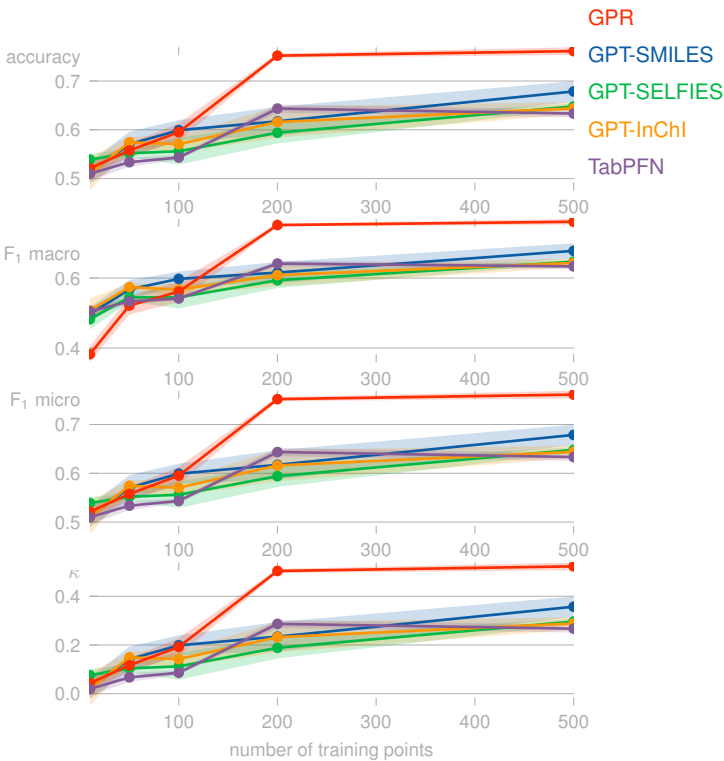 GPR
GPT-SMILES
GPT-SELFIES
GPT-InChI
TabPFN
accuracy
0.7
0.6
0.5
100 200 300 400 500
F1 macro
0.6
0.4
100 200 300 400 500
F1 micro
0.7
0.6
0.5
100 200 300 400 500
κ
0.4
0.2
0.0
100 200 300 400 500
number of training points